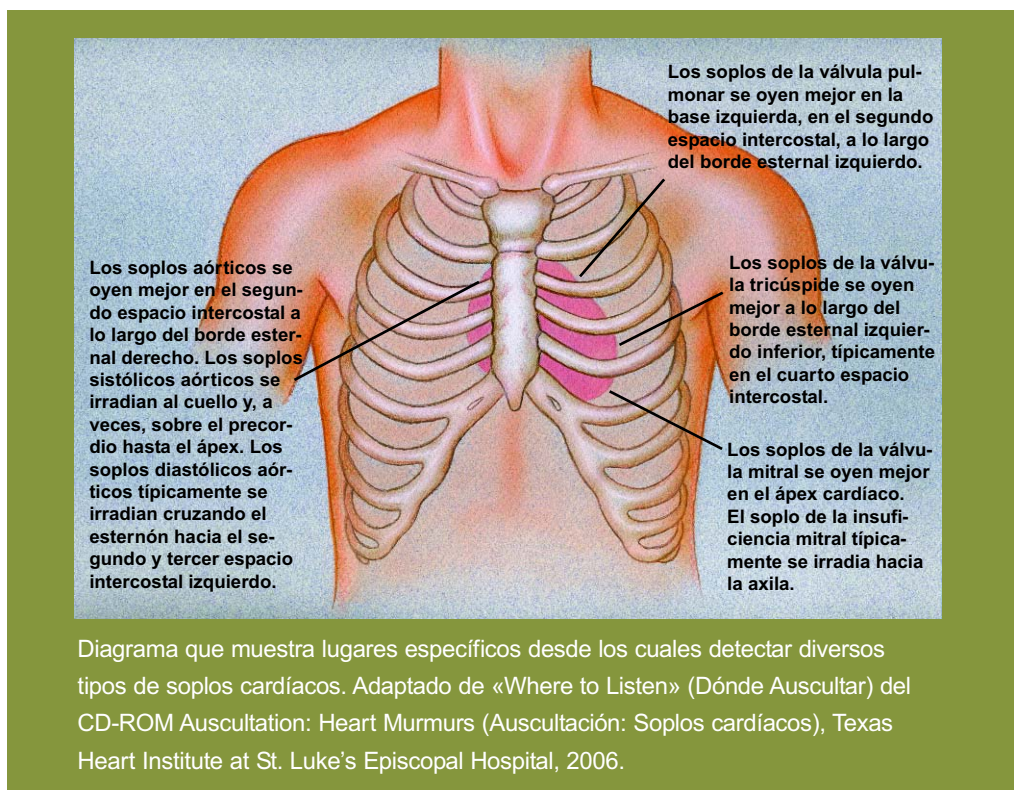 Los soplos de la válvula pul-
monar se oyen mejor en la
base izquierda, en el segundo
espacio intercostal, a lo largo
del borde esternal izquierdo.
Los soplos aórticos se
oyen mejor en el segun-
do espacio intercostal a
lo largo del borde ester-
nal derecho. Los soplos
sistólicos aórticos se
irradian al cuello y, a
veces, sobre el precor-
dio hasta el ápex. Los
soplos diastólicos aór-
ticos típicamente se
irradian cruzando el
esternón hacia el se-
gundo y tercer espacio
intercostal izquierdo.
Los soplos de la válvu-
la tricúspide se oyen
mejor a lo largo del
borde esternal izquier-
do inferior, típicamente
en el cuarto espacio
intercostal.
Los soplos de la válvu-
la mitral se oyen mejor
en el ápex cardíaco.
El soplo de la insufi-
ciencia mitral típica-
mente se irradia hacia
la axila.
Diagrama que muestra lugares específicos desde los cuales detectar diversos
tipos de soplos cardíacos. Adaptado de «Where to Listen» (Dónde Auscultar) del
CD-ROM Auscultation: Heart Murmurs (Auscultación: Soplos cardíacos), Texas
Heart Institute at St. Luke’s Episcopal Hospital, 2006.